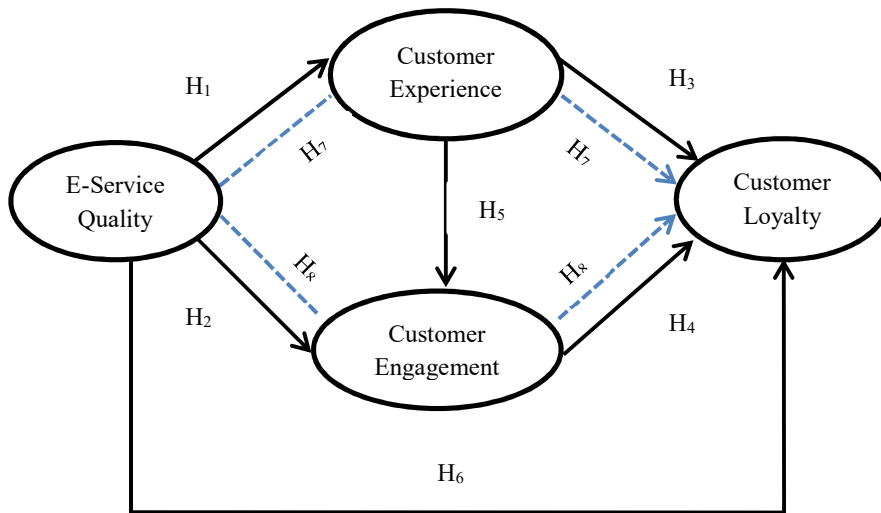 Customer
Experience
H₁
H₃
H₇
H₇
E-Service
Quality
Customer
Loyalty
H₅
H₈
H₈
H₂
Customer
Engagement
H₄
H₆